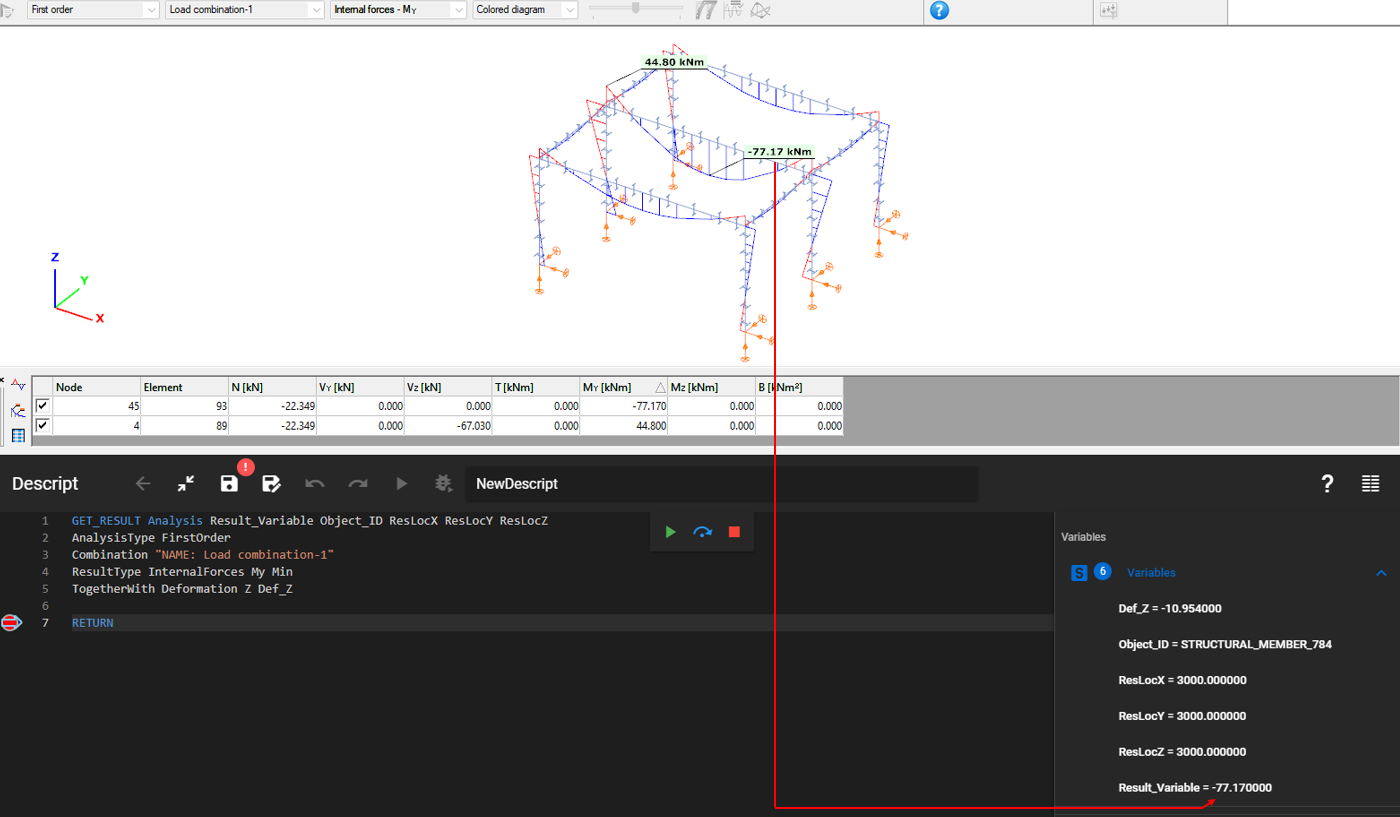 First order Load combination-1 Internal forces - My Colored diagram ?
44.80 kNm
-77.17 kNm
Z
Y
X
Node Element N [kN] Vy [kN] Vz [kN] T [kNm] My [kNm] Mz [kNm] B [kNm²]
45 93 -22.349 0.000 0.000 0.000 -77.170 0.000 0.000
4 89 -22.349 0.000 -67.030 0.000 44.800 0.000 0.000
Descript ! NewDescript ?
1 GET_RESULT Analysis Result_Variable Object_ID ResLocX ResLocY ResLocZ
2 AnalysisType FirstOrder
3 Combination "NAME: Load combination-1"
4 ResultType InternalForces My Min
5 TogetherWith Deformation Z Def_Z
6
7 RETURN
Variables
S 6 Variables
Def_Z = -10.954000
Object_ID = STRUCTURAL_MEMBER_784
ResLocX = 3000.000000
ResLocY = 3000.000000
ResLocZ = 3000.000000
Result_Variable = -77.170000